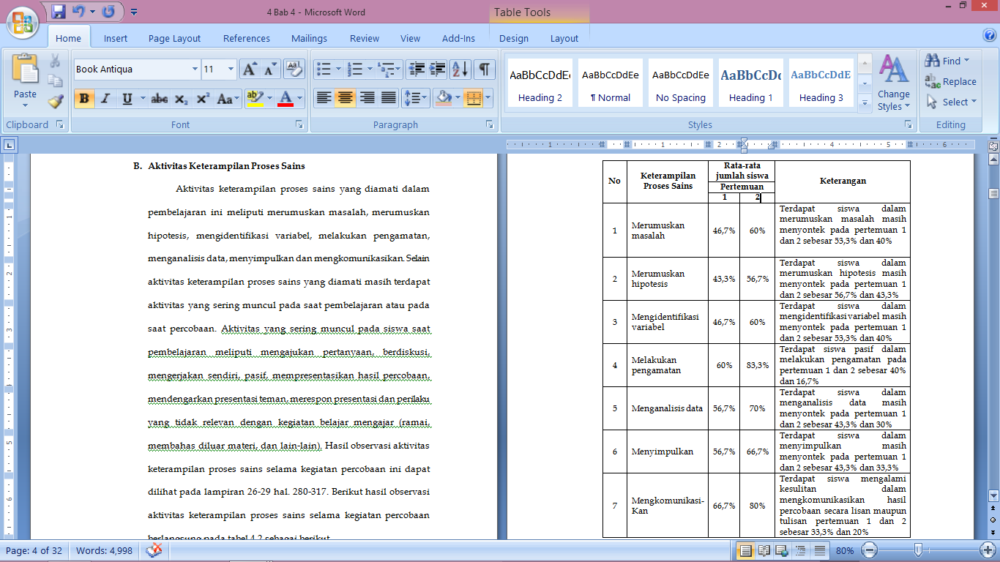 4 Bab 4 - Microsoft Word
Table Tools
Home Insert Page Layout References Mailings Review View Add-Ins Design Layout
Paste
Book Antiqua 11
AaBbCcDdEe AaBbCcDdEe AaBbCcDdEe AaBbCcDd AaBbCcDdE
Heading 2 ¶ Normal No Spacing Heading 1 Heading 3
Change Styles
Find
Replace
Select
Clipboard Font Paragraph Styles Editing
B. Aktivitas Keterampilan Proses Sains
Aktivitas keterampilan proses sains yang diamati dalam
pembelajaran ini meliputi merumuskan masalah, merumuskan
hipotesis, mengidentifikasi variabel, melakukan pengamatan,
menganalisis data, menyimpulkan dan mengkomunikasikan. Selain
aktivitas keterampilan proses sains yang diamati masih terdapat
aktivitas yang sering muncul pada saat pembelajaran atau pada
saat percobaan. Aktivitas yang sering muncul pada siswa saat
pembelajaran meliputi mengajukan pertanyaan, berdiskusi,
mengerjakan sendiri, pasif, mempresentasikan hasil percobaan,
mendengarkan presentasi teman, merespon presentasi dan perilaku
yang tidak relevan dengan kegiatan belajar mengajar (ramai,
membahas diluar materi, dan lain-lain). Hasil observasi aktivitas
keterampilan proses sains selama kegiatan percobaan ini dapat
dilihat pada lampiran 26-29 hal. 280-317. Berikut hasil observasi
aktivitas keterampilan proses sains selama kegiatan percobaan
berlangsung pada tabel 4.2 sebagai berikut
No
Keterampilan
Proses Sains
Rata-rata
jumlah siswa
Pertemuan
1 2
Keterangan
1
Merumuskan
masalah
46,7% 60%
Terdapat siswa dalam
merumuskan masalah masih
menyontek pada pertemuan 1
dan 2 sebesar 53,3% dan 40%
2
Merumuskan
hipotesis
43,3% 56,7%
Terdapat siswa dalam
merumuskan hipotesis masih
menyontek pada pertemuan 1
dan 2 sebesar 56,7% dan 43,3%
3
Mengidentifikasi
variabel
46,7% 60%
Terdapat siswa dalam
mengidentifikasi variabel masih
menyontek pada pertemuan 1
dan 2 sebesar 53,3% dan 40%
4
Melakukan
pengamatan
60% 83,3%
Terdapat siswa pasif dalam
melakukan pengamatan pada
pertemuan 1 dan 2 sebesar 40%
dan 16,7%
5
Menganalisis data
56,7% 70%
Terdapat siswa dalam
menganalisis data masih
menyontek pada pertemuan 1
dan 2 sebesar 43,3% dan 30%
6
Menyimpulkan
56,7% 66,7%
Terdapat siswa dalam
menyimpulkan masih
menyontek pada pertemuan 1
dan 2 sebesar 43,3% dan 33,3%
7
Mengkomunikasi-
Kan
66,7% 80%
Terdapat siswa mengalami
kesulitan dalam
mengkomunikasikan hasil
percobaan secara lisan maupun
tulisan pertemuan 1 dan 2
sebesar 33,3% dan 20%
Page: 4 of 32 Words: 4,998 80%